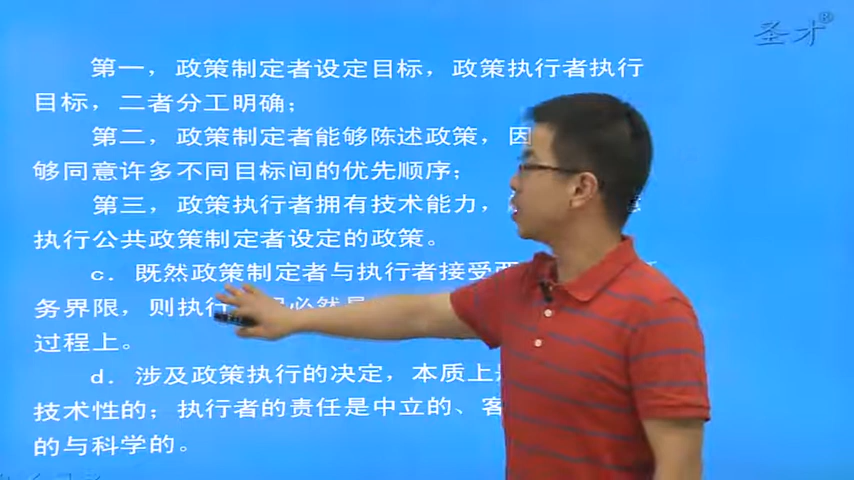 圣才®
第一，政策制定者设定目标，政策执行者执行
目标，二者分工明确；
第二，政策制定者能够陈述政策，因
够同意许多不同目标间的优先顺序；
第三，政策执行者拥有技术能力，
执行公共政策制定者设定的政策。
c．既然政策制定者与执行者接受两
务界限，则执行 必然是
过程上。
d．涉及政策执行的决定，本质上是
技术性的；执行者的责任是中立的、客
的与科学的。